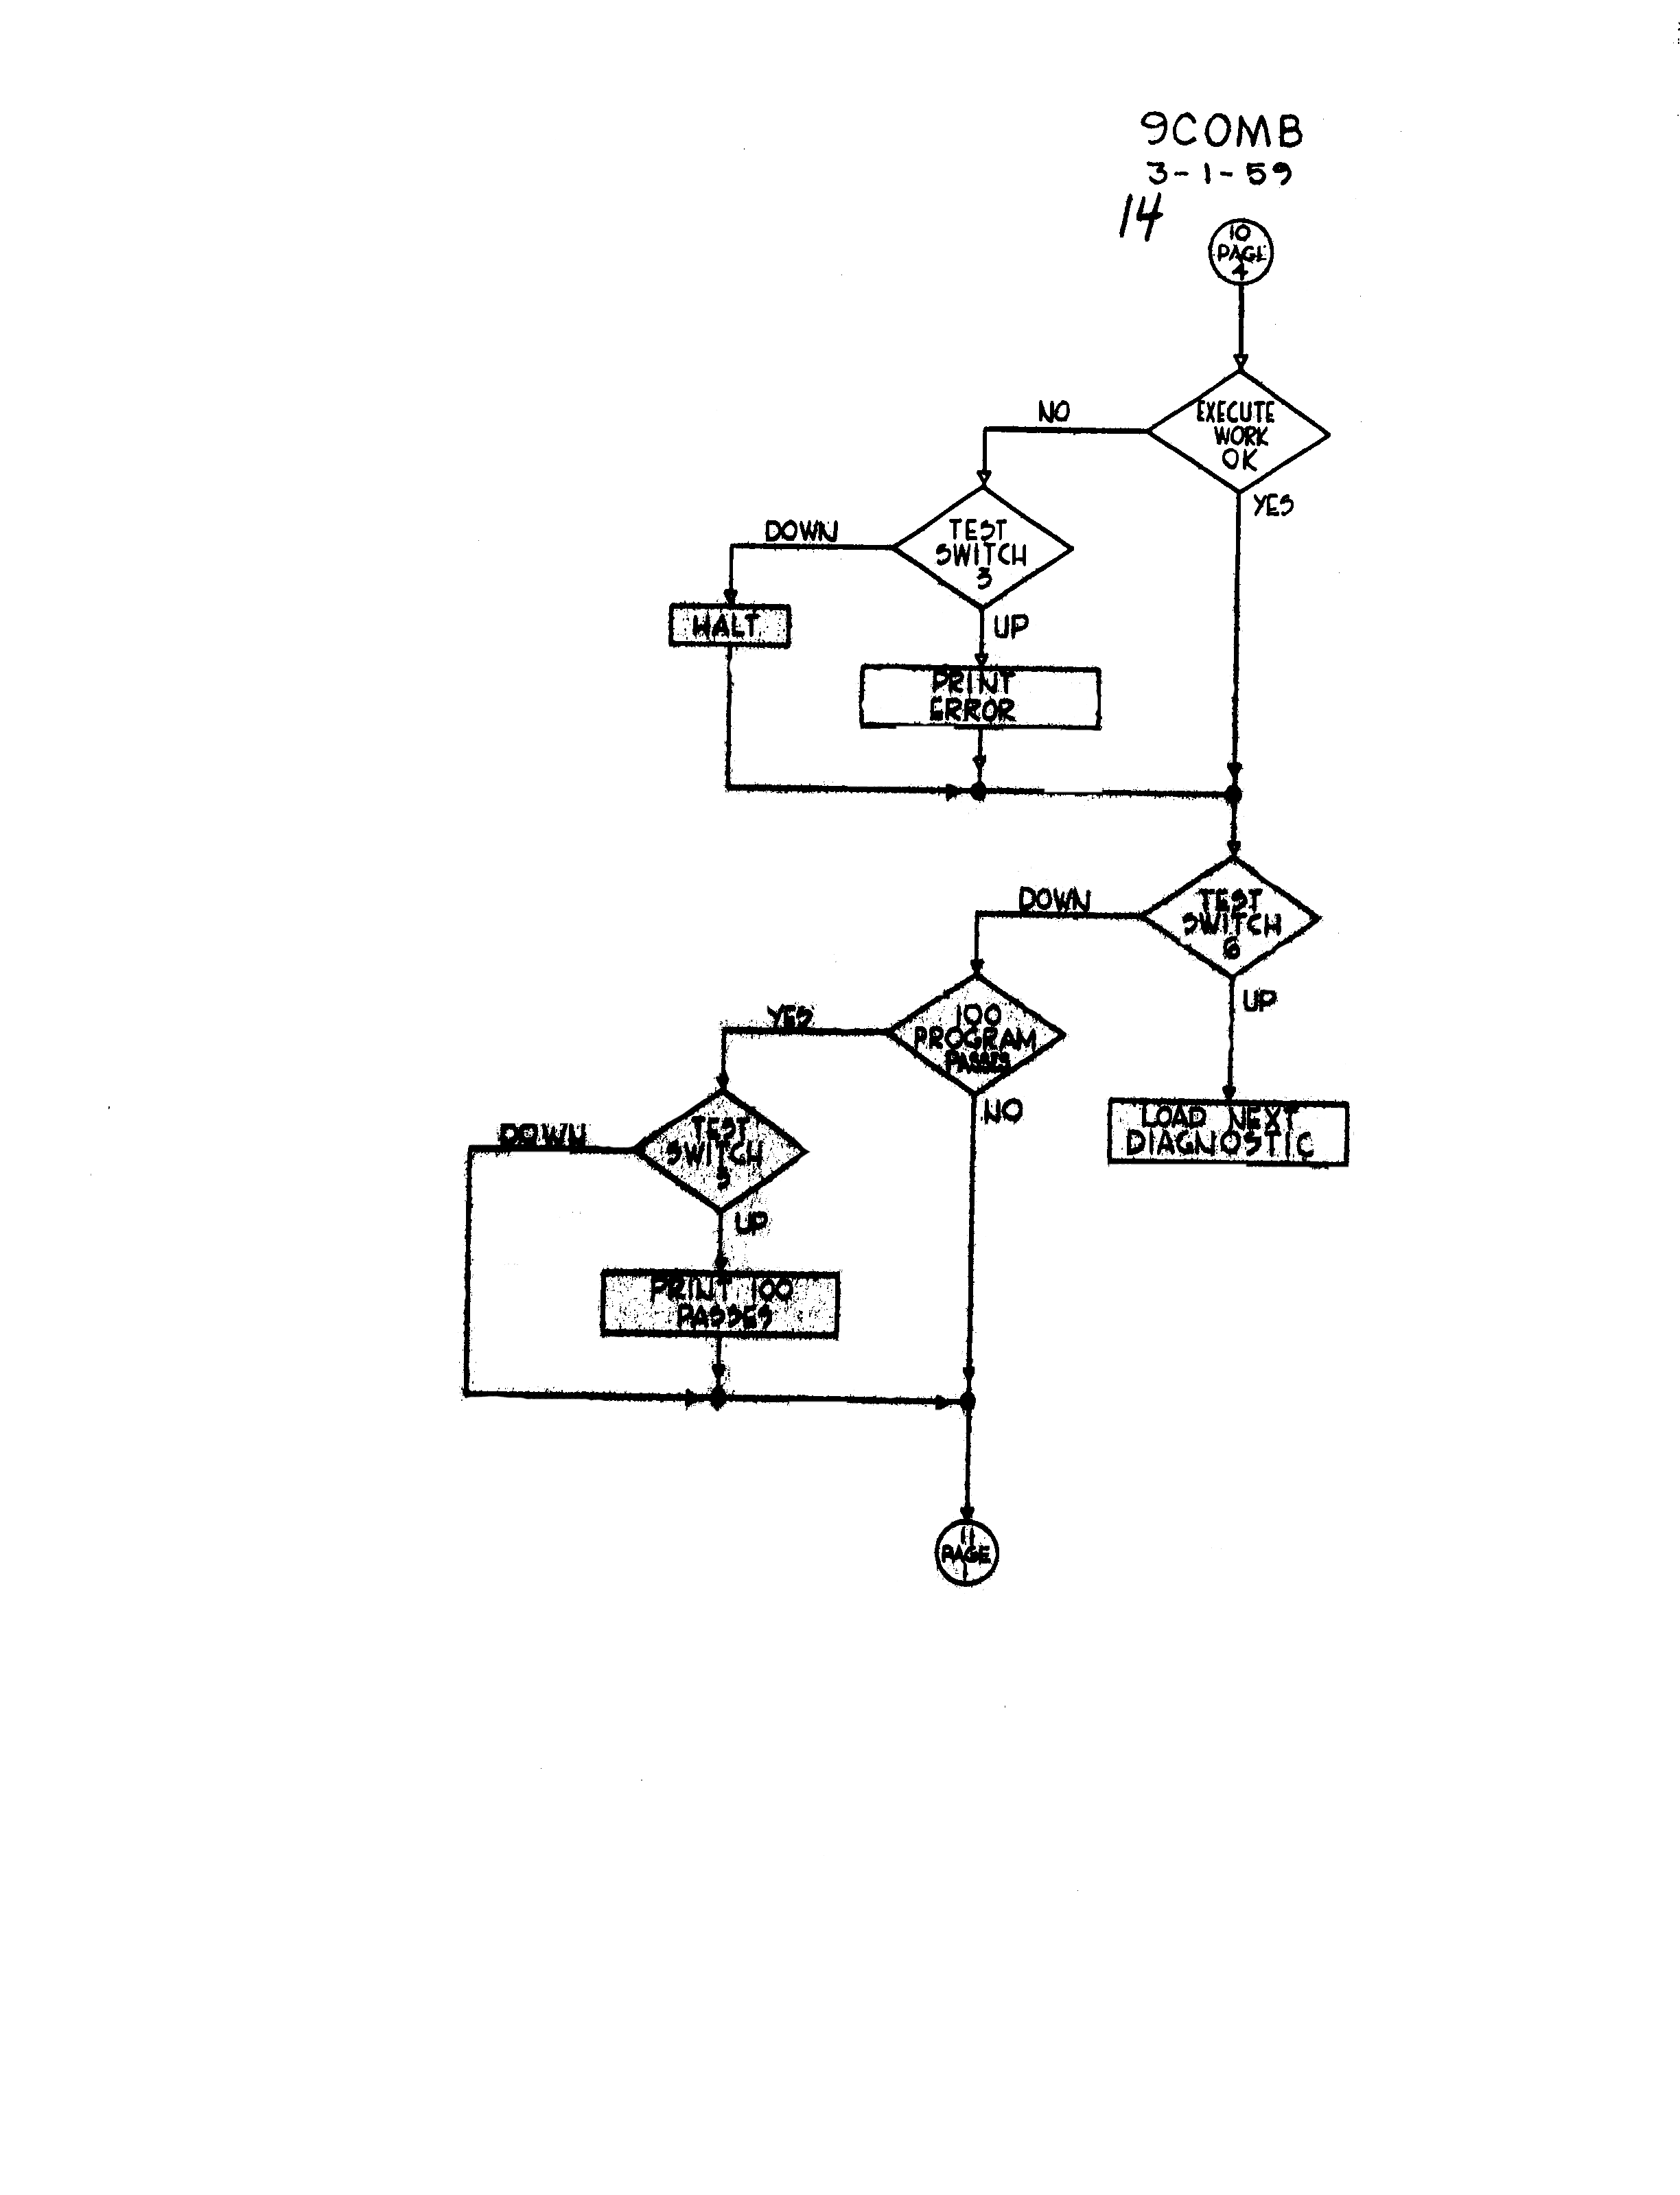 9COMB
3-1-59
14
10
PAGE
4
EXECUTE
WORK
OK
NO
YES
TEST
SWITCH
3
DOWN
UP
HALT
PRINT
ERROR
TEST
SWITCH
6
DOWN
UP
100
PROGRAM
PASSES
YES
NO
LOAD NEXT
DIAGNOSTIC
TEST
SWITCH
DOWN
UP
PRINT 100
PASSES
11
PAGE
1